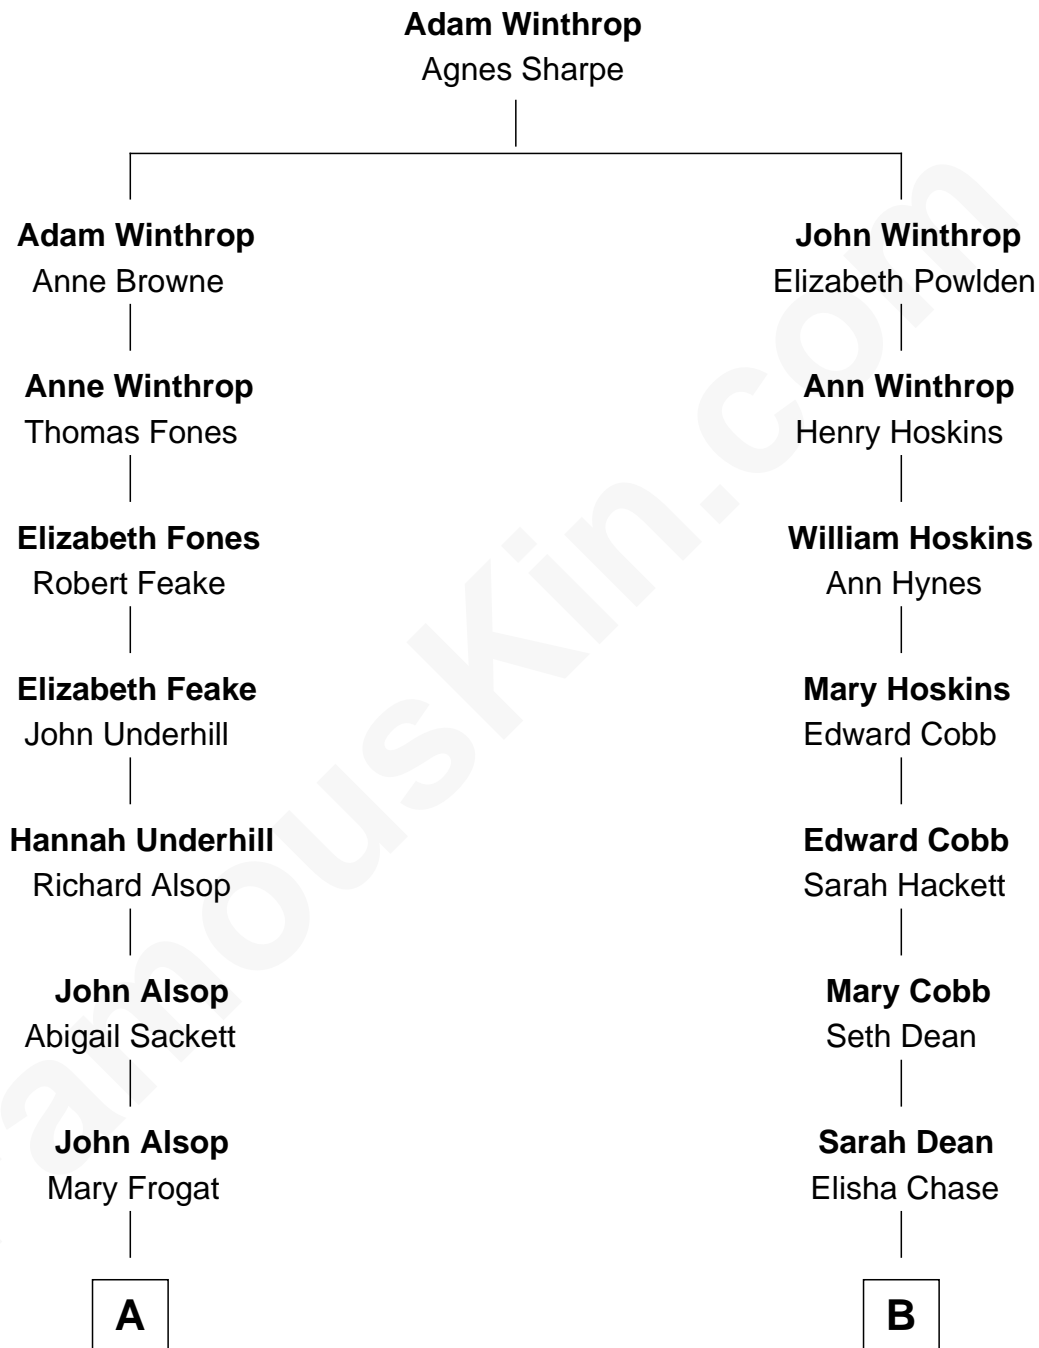 Adam Winthrop
Agnes Sharpe
Adam Winthrop
Anne Browne
John Winthrop
Elizabeth Powlden
Anne Winthrop
Thomas Fones
Ann Winthrop
Henry Hoskins
Elizabeth Fones
Robert Feake
William Hoskins
Ann Hynes
Elizabeth Feake
John Underhill
Mary Hoskins
Edward Cobb
Hannah Underhill
Richard Alsop
Edward Cobb
Sarah Hackett
John Alsop
Abigail Sackett
Mary Cobb
Seth Dean
John Alsop
Mary Frogat
Sarah Dean
Elisha Chase
A
B
amousKin.com